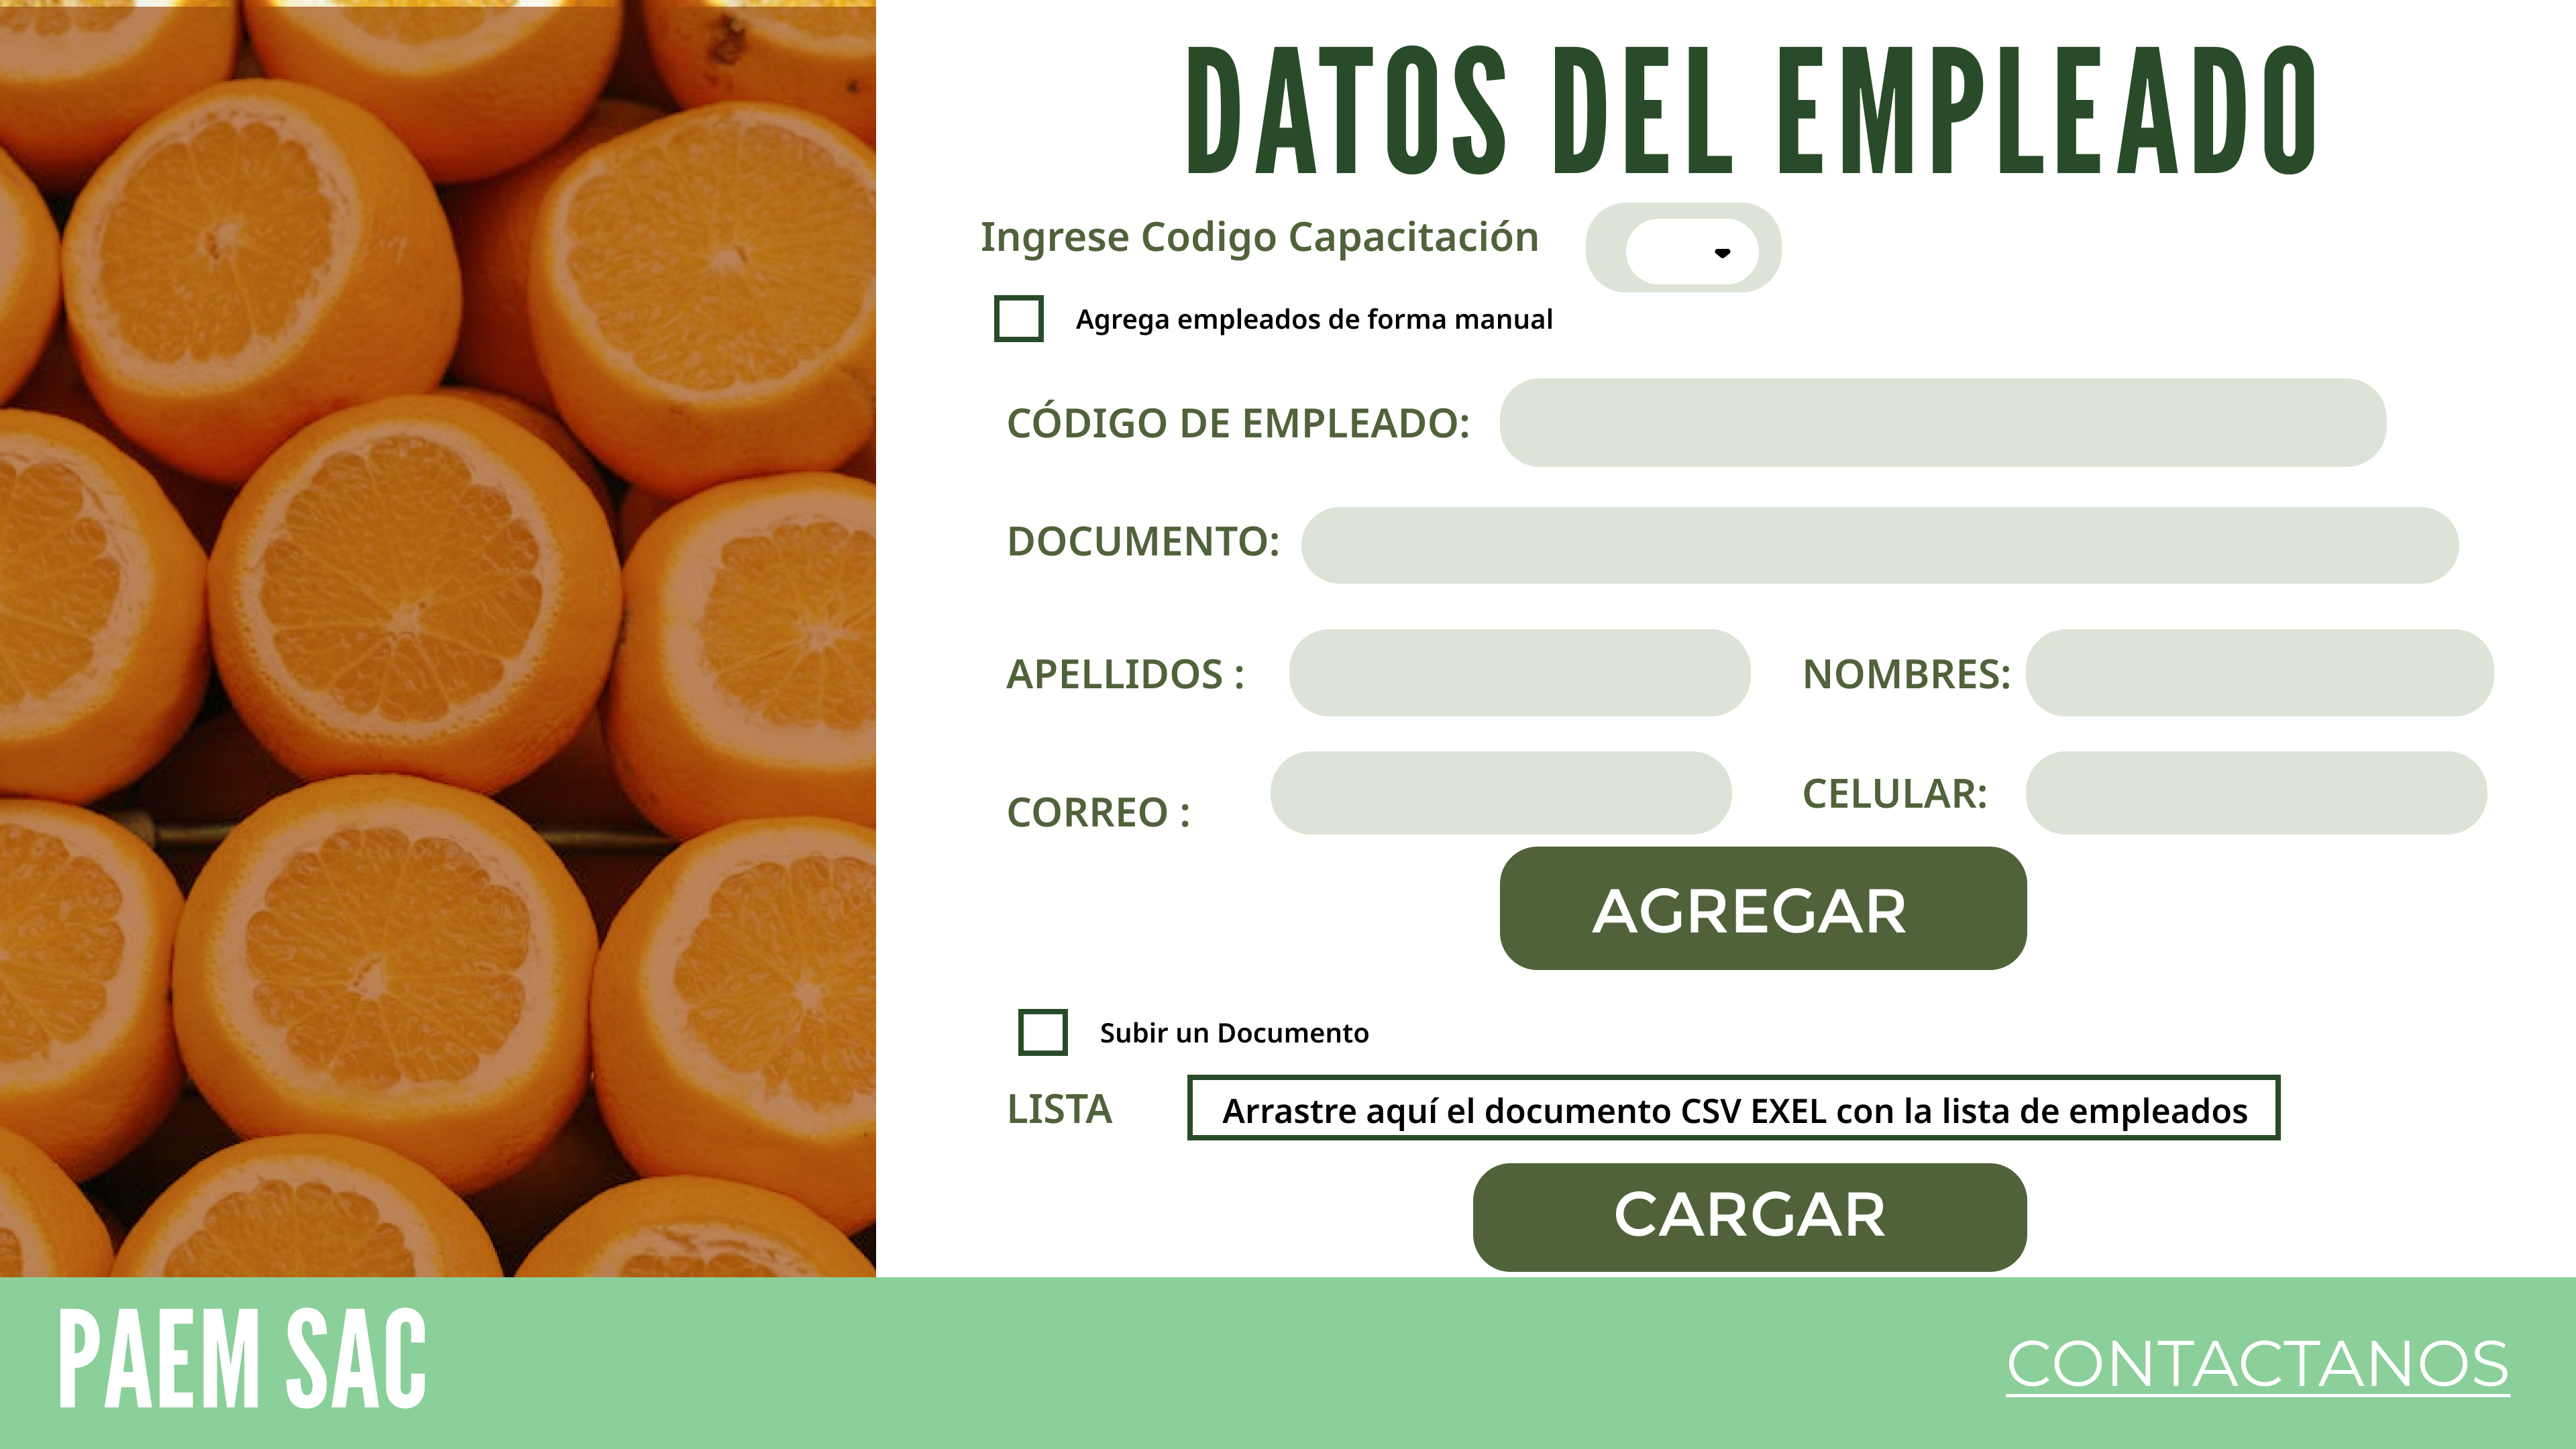 DATOS DEL EMPLEADO
Ingrese Codigo Capacitación
Agrega empleados de forma manual
CÓDIGO DE EMPLEADO:
DOCUMENTO:
APELLIDOS : NOMBRES:
CORREO : CELULAR:
AGREGAR
Subir un Documento
LISTA Arrastre aquí el documento CSV EXEL con la lista de empleados
CARGAR
PAEM SAC
CONTACTANOS